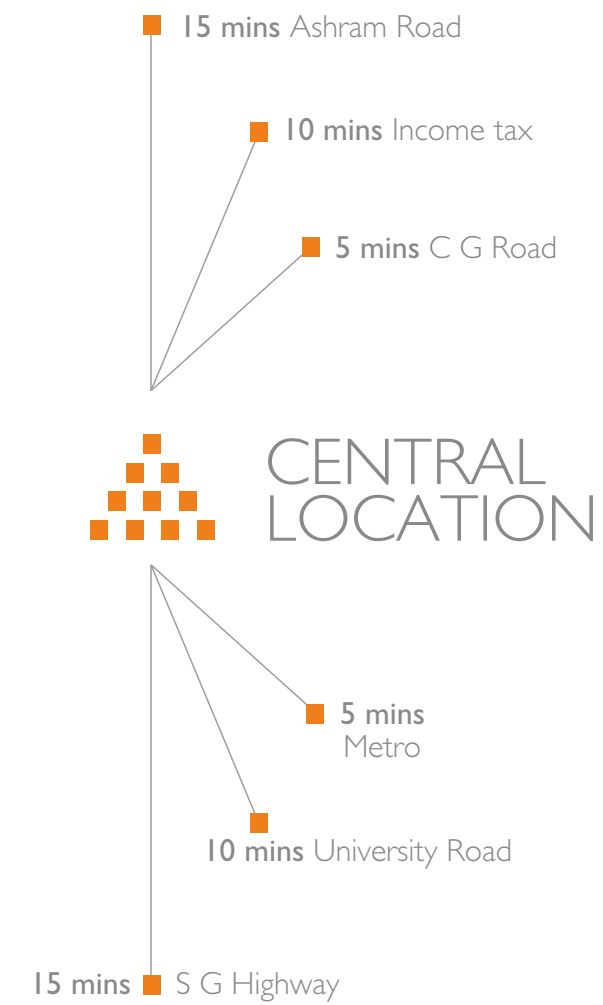 15 mins Ashram Road
10 mins Income tax
5 mins C G Road
CENTRAL
LOCATION
5 mins
Metro
10 mins University Road
15 mins S G Highway